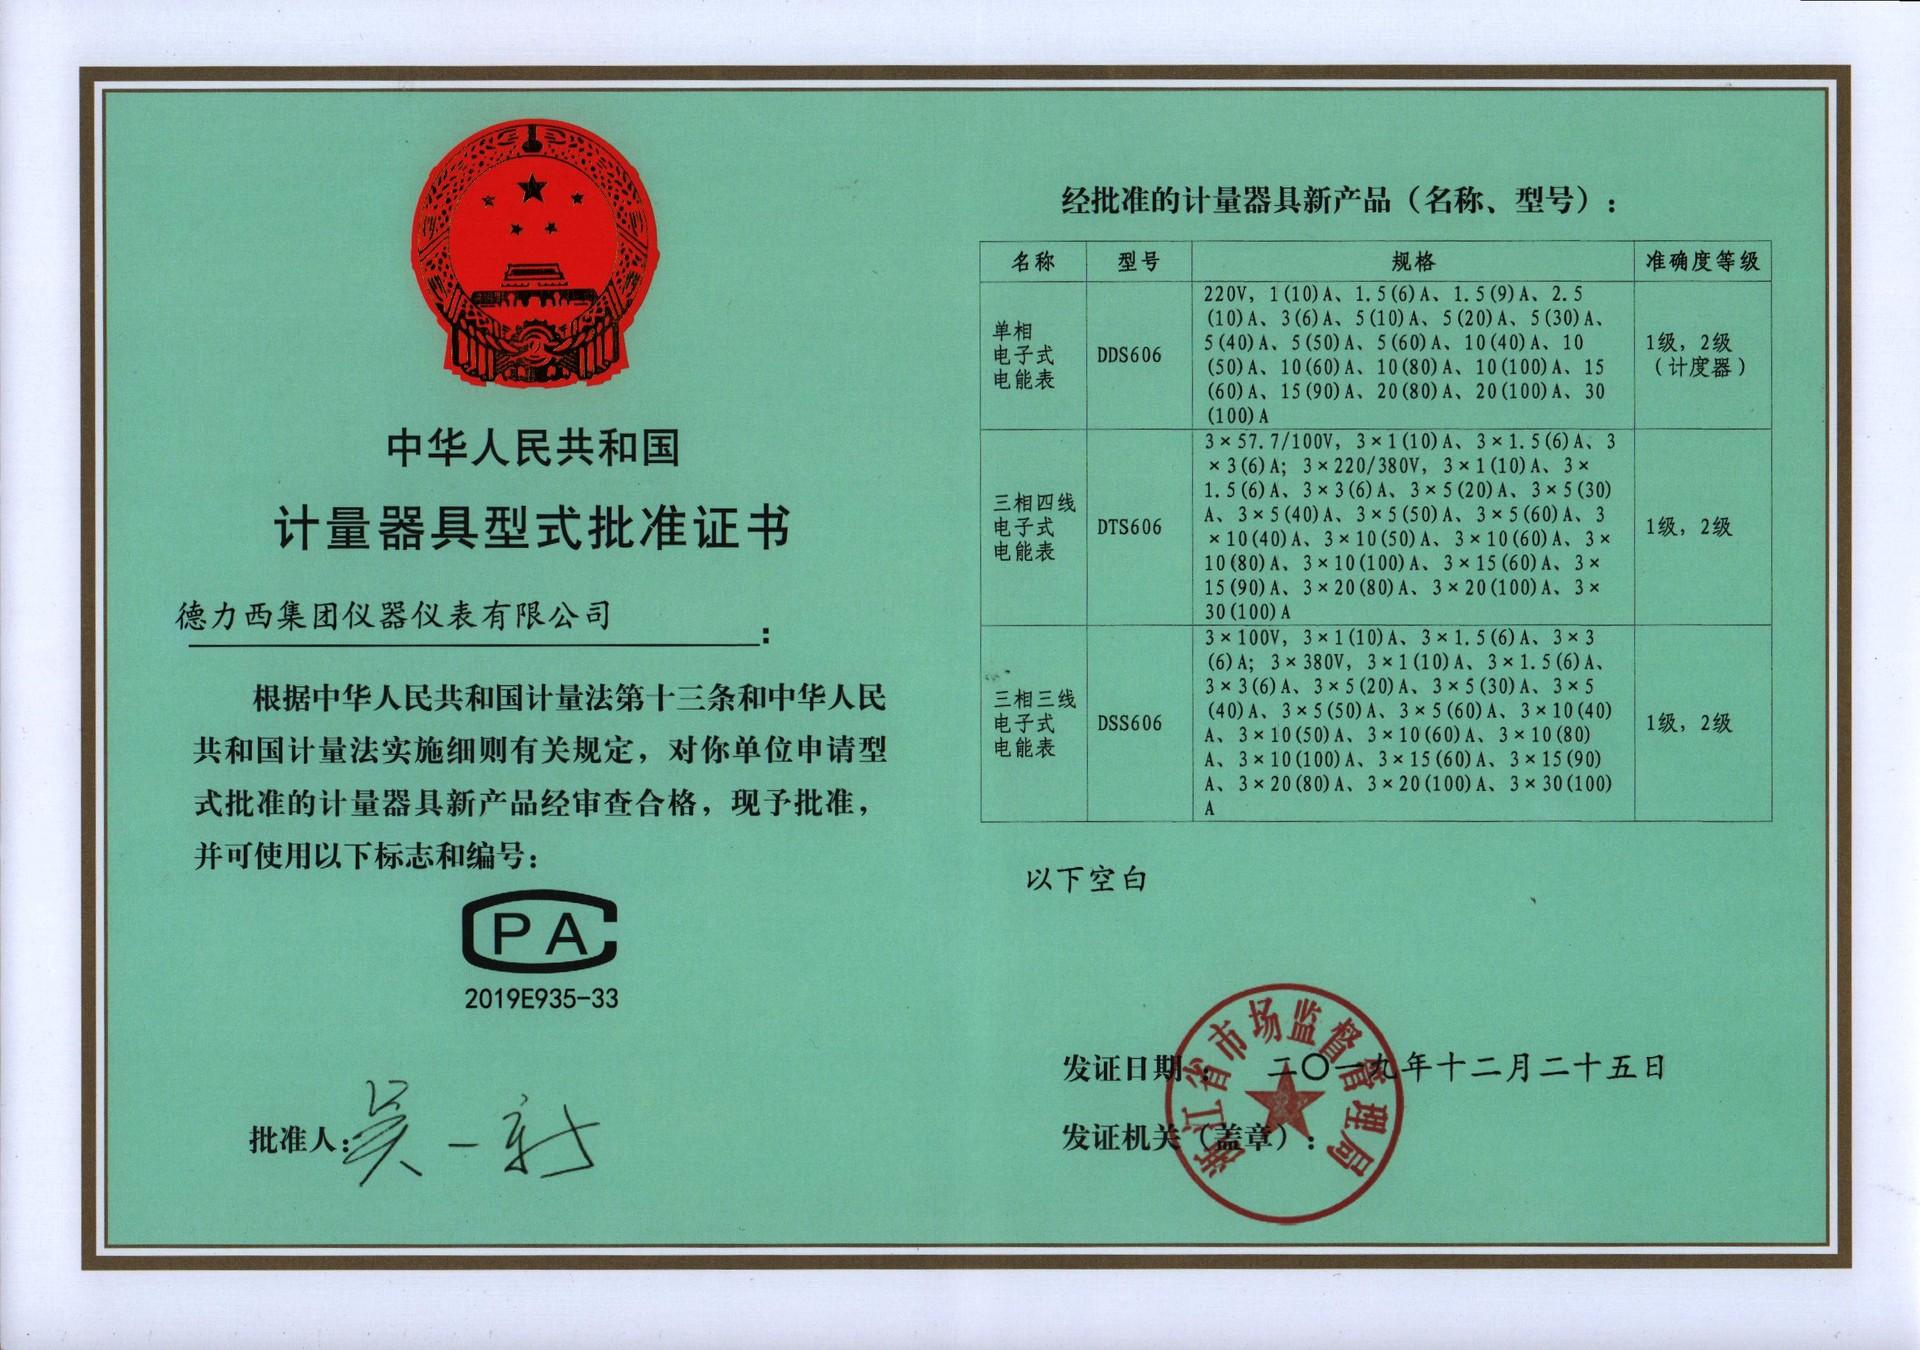 中华人民共和国
计量器具型式批准证书
德力西集团仪器仪表有限公司：
根据中华人民共和国计量法第十三条和中华人民
共和国计量法实施细则有关规定，对你单位申请型
式批准的计量器具新产品经审查合格，现予批准，
并可使用以下标志和编号：
PA
2019E935-33
批准人：
经批准的计量器具新产品（名称、型号）：
名称 型号 规格 准确度等级
单相
电子式
电能表
DDS606
220V，1(10)A、1.5(6)A、1.5(9)A、2.5
(10)A、3(6)A、5(10)A、5(20)A、5(30)A、
5(40)A、5(50)A、5(60)A、10(40)A、10
(50)A、10(60)A、10(80)A、10(100)A、15
(60)A、15(90)A、20(80)A、20(100)A、30
(100)A
1级，2级
（计度器）
三相四线
电子式
电能表
DTS606
3×57.7/100V，3×1(10)A、3×1.5(6)A、3
×3(6)A；3×220/380V，3×1(10)A、3×
1.5(6)A、3×3(6)A、3×5(20)A、3×5(30)
A、3×5(40)A、3×5(50)A、3×5(60)A、3
×10(40)A、3×10(50)A、3×10(60)A、3×
10(80)A、3×10(100)A、3×15(60)A、3×
15(90)A、3×20(80)A、3×20(100)A、3×
30(100)A
1级，2级
三相三线
电子式
电能表
DSS606
3×100V，3×1(10)A、3×1.5(6)A、3×3
(6)A；3×380V，3×1(10)A、3×1.5(6)A、
3×3(6)A、3×5(20)A、3×5(30)A、3×5
(40)A、3×5(50)A、3×5(60)A、3×10(40)
A、3×10(50)A、3×10(60)A、3×10(80)
A、3×10(100)A、3×15(60)A、3×15(90)
A、3×20(80)A、3×20(100)A、3×30(100)
A
1级，2级
以下空白
发证日期：二〇一九年十二月二十五日
发证机关（盖章）：
浙江省市场监督管理局